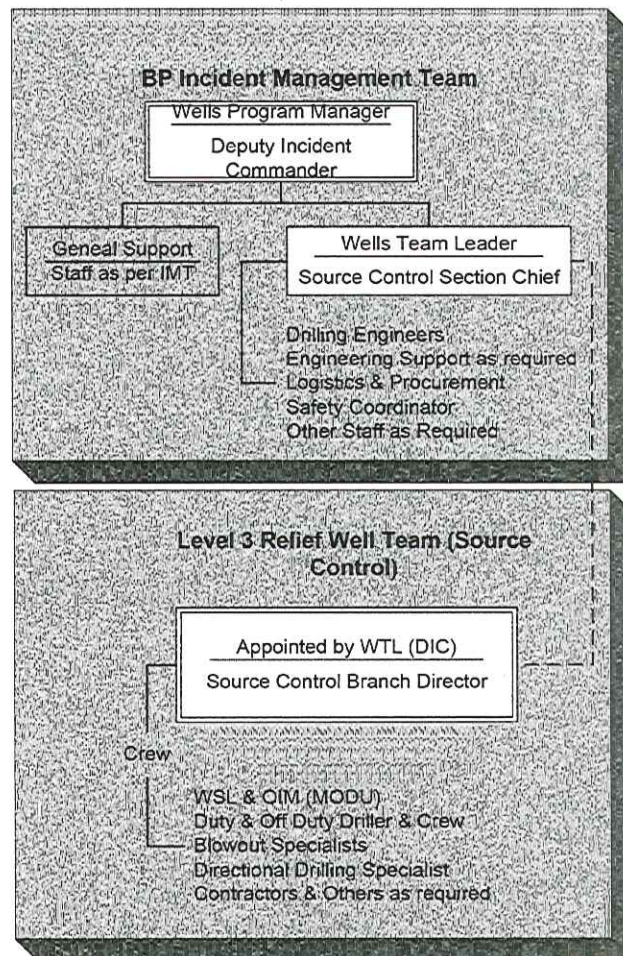 BP Incident Management Team
Wells Program Manager
Deputy Incident
Commander
Geneal Support
Staff as per IMT
Wells Team Leader
Source Control Section Chief
Drilling Engineers
Engineering Support as required
Logistics & Procurement
Safety Coordinator
Other Staff as Required
Level 3 Relief Well Team (Source
Control)
Appointed by WTL (DIC)
Source Control Branch Director
Crew
WSL & OIM (MODU)
Duty & Off Duty Driller & Crew
Blowout Specialists
Directional Drilling Specialist
Contractors & Others as required